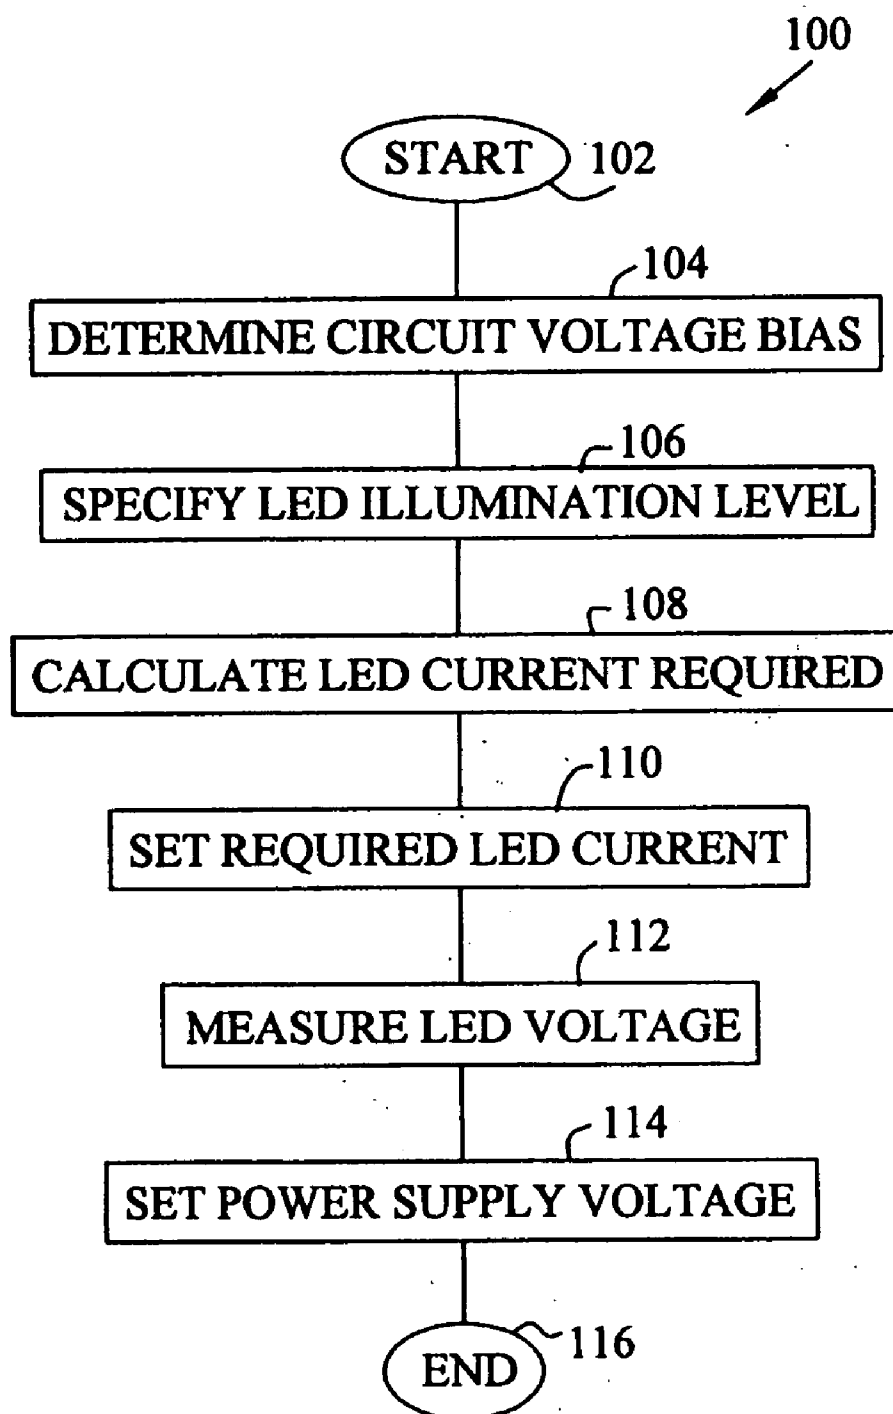 100
START
102
104
DETERMINE CIRCUIT VOLTAGE BIAS
106
SPECIFY LED ILLUMINATION LEVEL
108
CALCULATE LED CURRENT REQUIRED
110
SET REQUIRED LED CURRENT
112
MEASURE LED VOLTAGE
114
SET POWER SUPPLY VOLTAGE
END
116